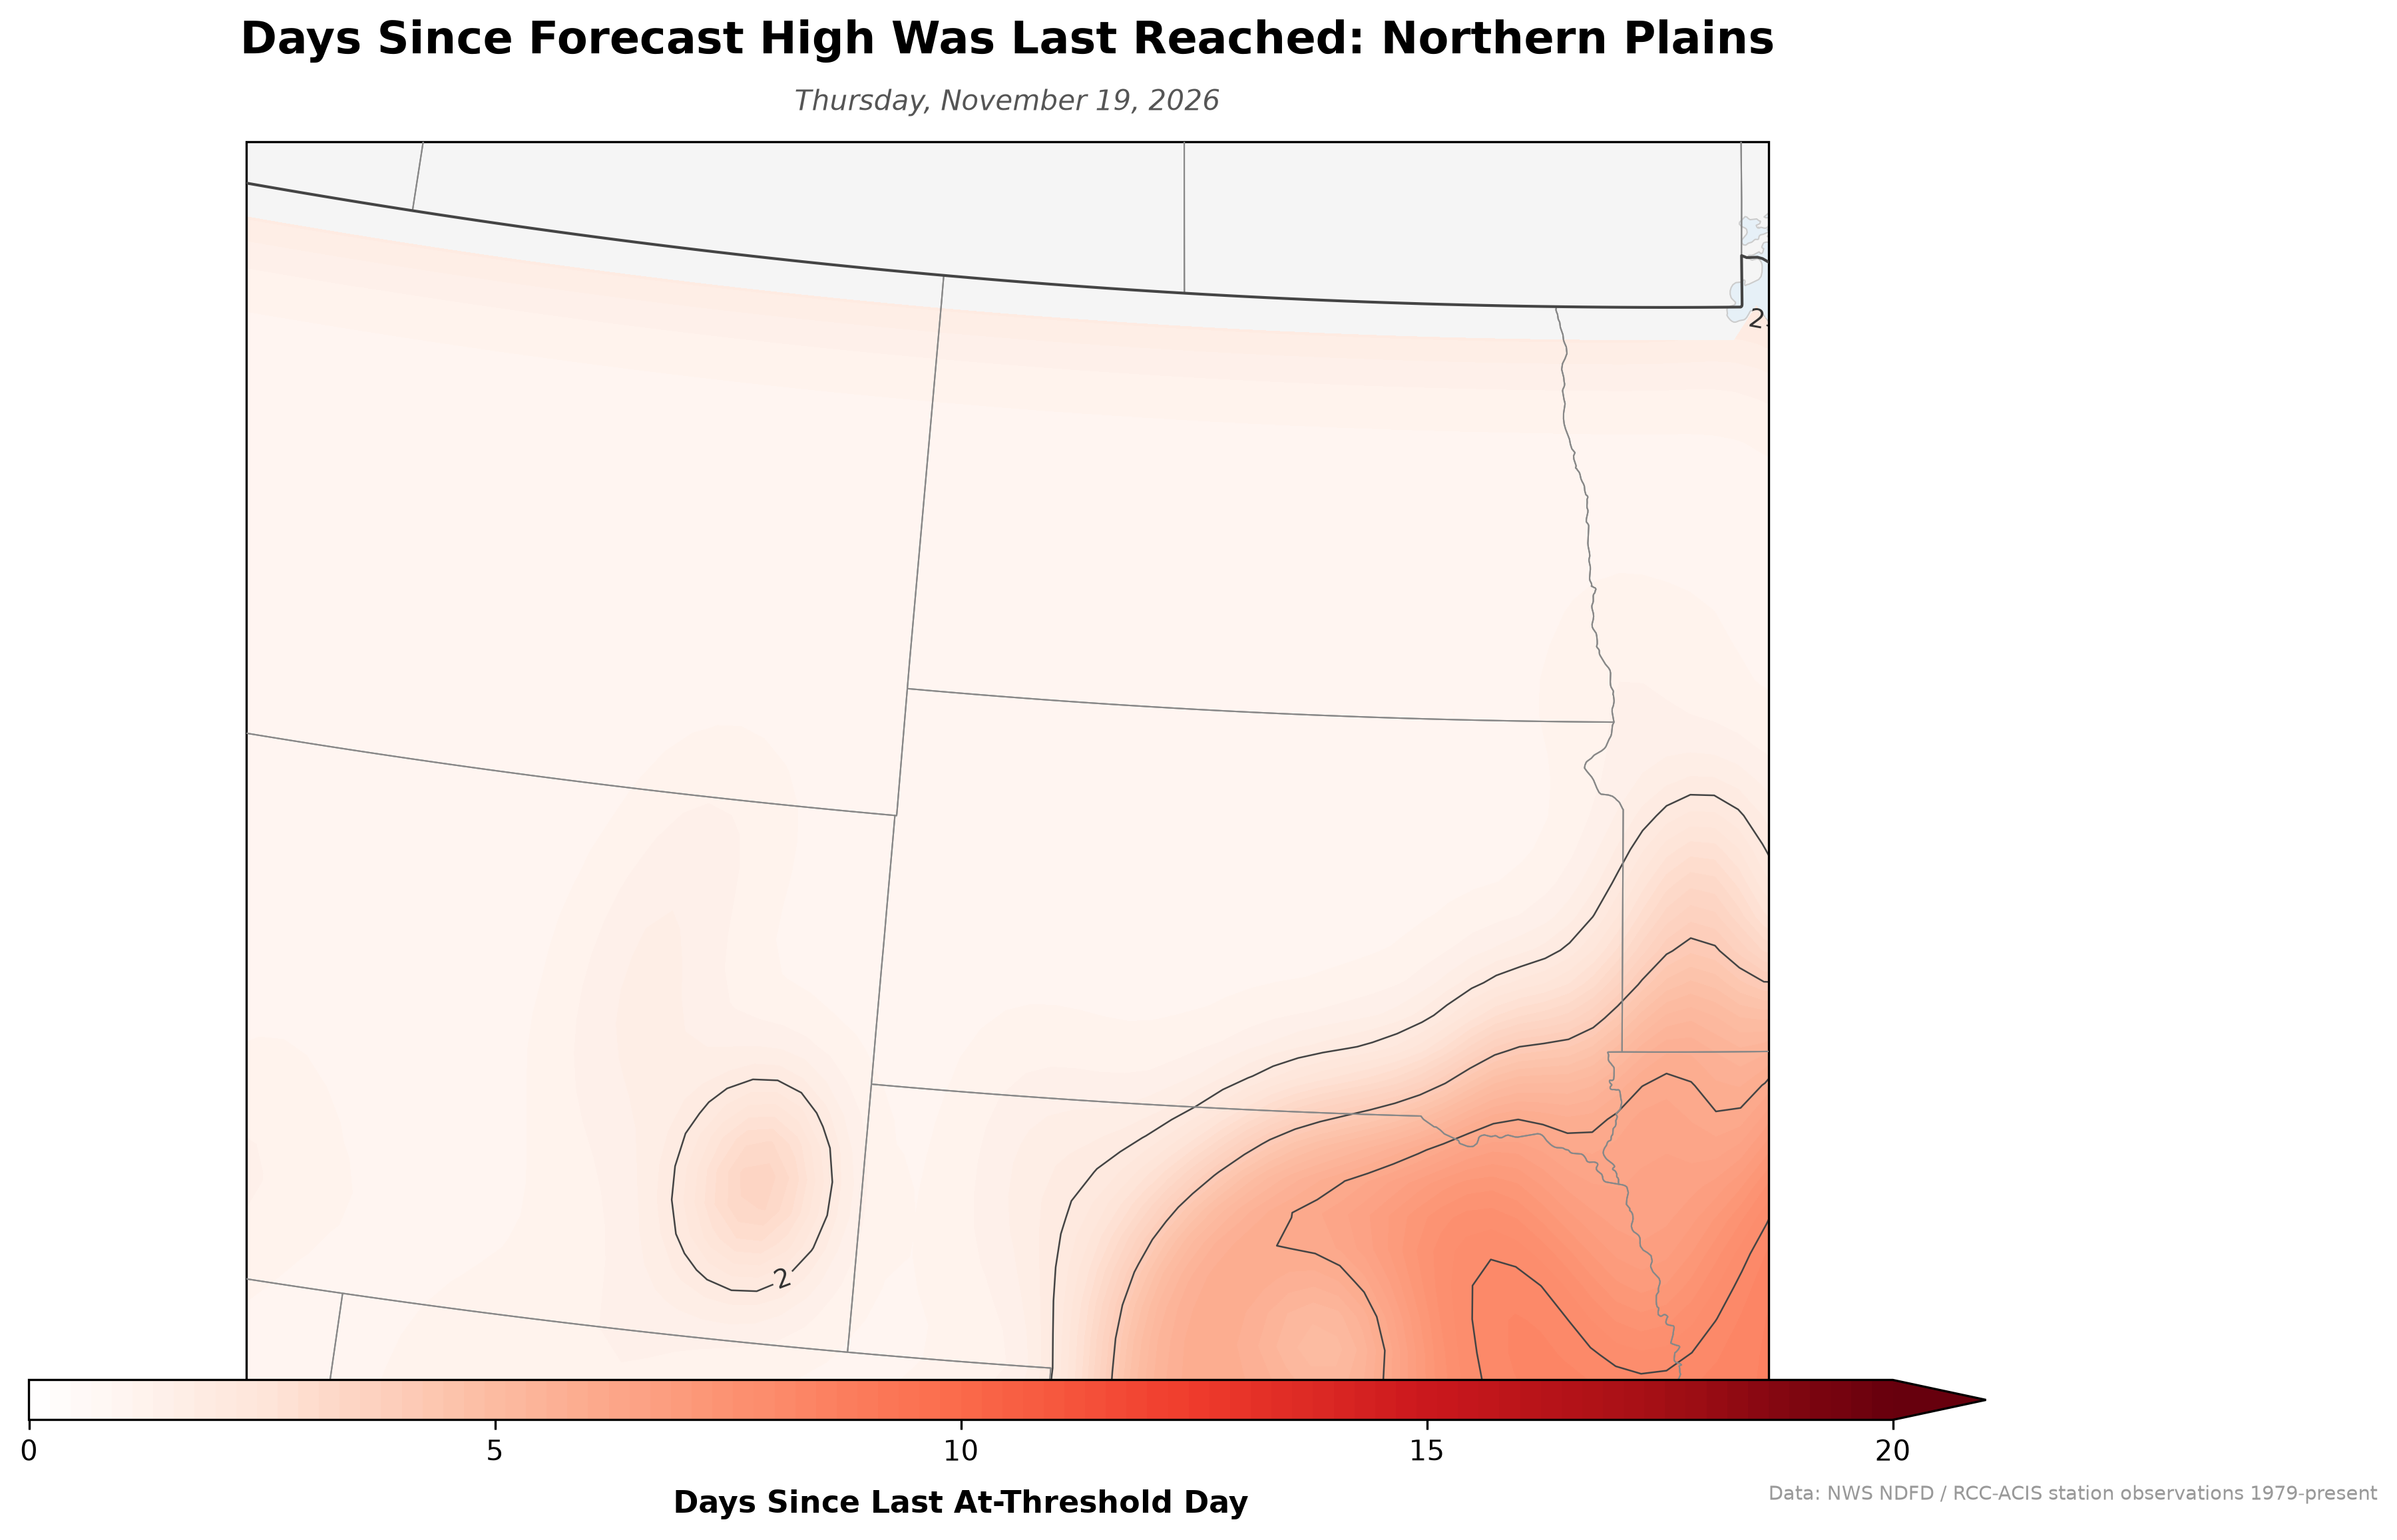 Days Since Forecast High Was Last Reached: Northern Plains
Thursday, November 19, 2026
2
2
0 5 10 15 20
Days Since Last At-Threshold Day
Data: NWS NDFD / RCC-ACIS station observations 1979-present